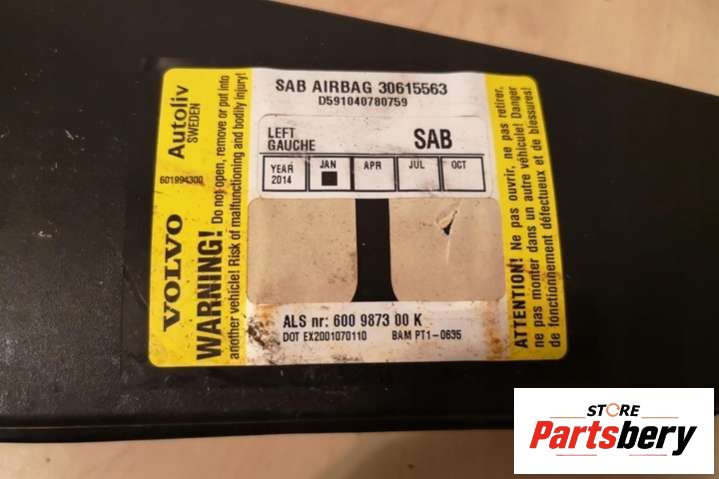 SAB AIRBAG 30615563
D591040780759
LEFT
GAUCHE
SAB
YEAR
2014
JAN
APR
JUL
OCT
ALS nr: 600 9873 00 K
DOT EX2001070110
BAM PT1-0635
Autoliv
SWEDEN
601994300
VOLVO
WARNING! Do not open, remove or put into
another vehicle! Risk of malfunctioning and bodily injury!
ATTENTION! Ne pas ouvrir, ne pas retirer,
ne pas monter dans un autre véhicule! Danger
de fonctionnement défectueux et de blessures!
STORE
Partsbery